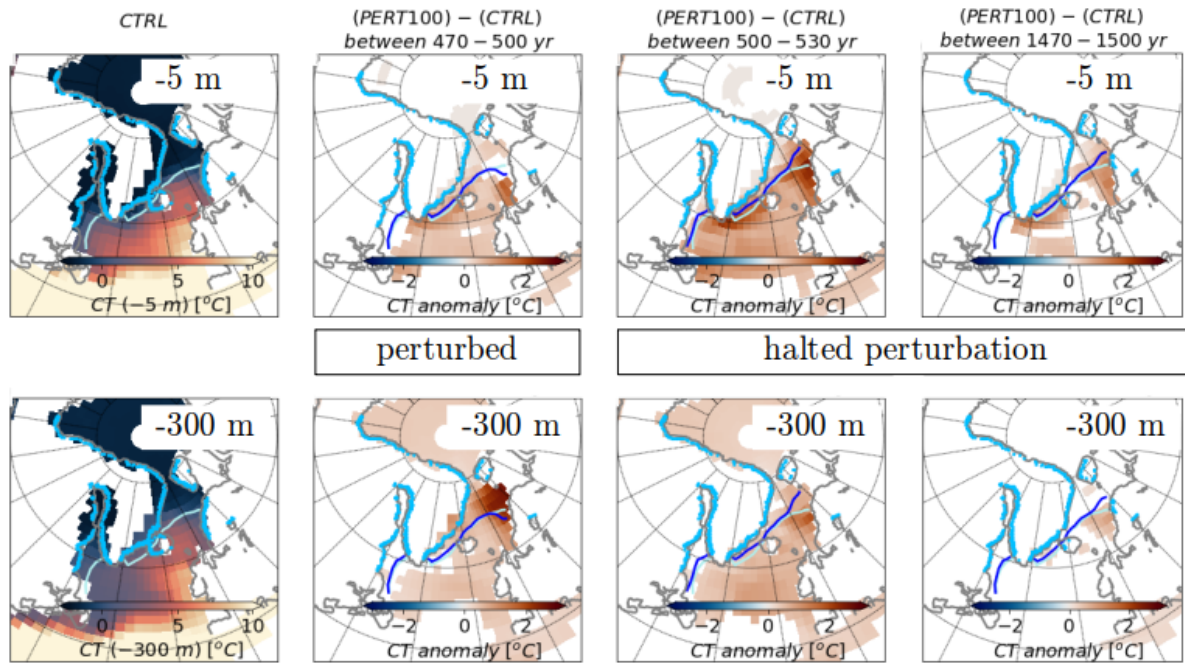 CTRL
(PERT100) − (CTRL)
between 470 − 500 yr
(PERT100) − (CTRL)
between 500 − 530 yr
(PERT100) − (CTRL)
between 1470 − 1500 yr
-5 m
-5 m
-5 m
-5 m
0 5 10
CT (−5 m) [°C]
−2 0 2
CT anomaly [°C]
−2 0 2
CT anomaly [°C]
−2 0 2
CT anomaly [°C]
perturbed
halted perturbation
-300 m
-300 m
-300 m
-300 m
0 5 10
CT (−300 m) [°C]
−2 0 2
CT anomaly [°C]
−2 0 2
CT anomaly [°C]
−2 0 2
CT anomaly [°C]